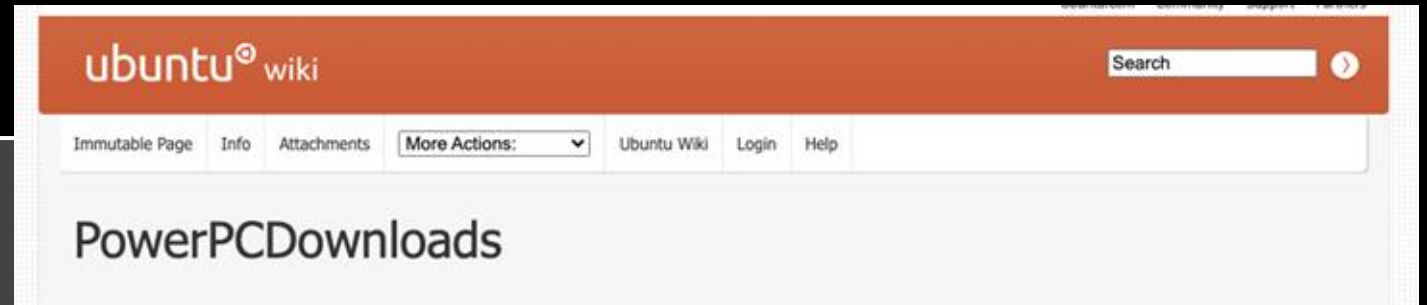 ubuntu wiki
Search
Immutable Page Info Attachments More Actions: Ubuntu Wiki Login Help
PowerPCDownloads